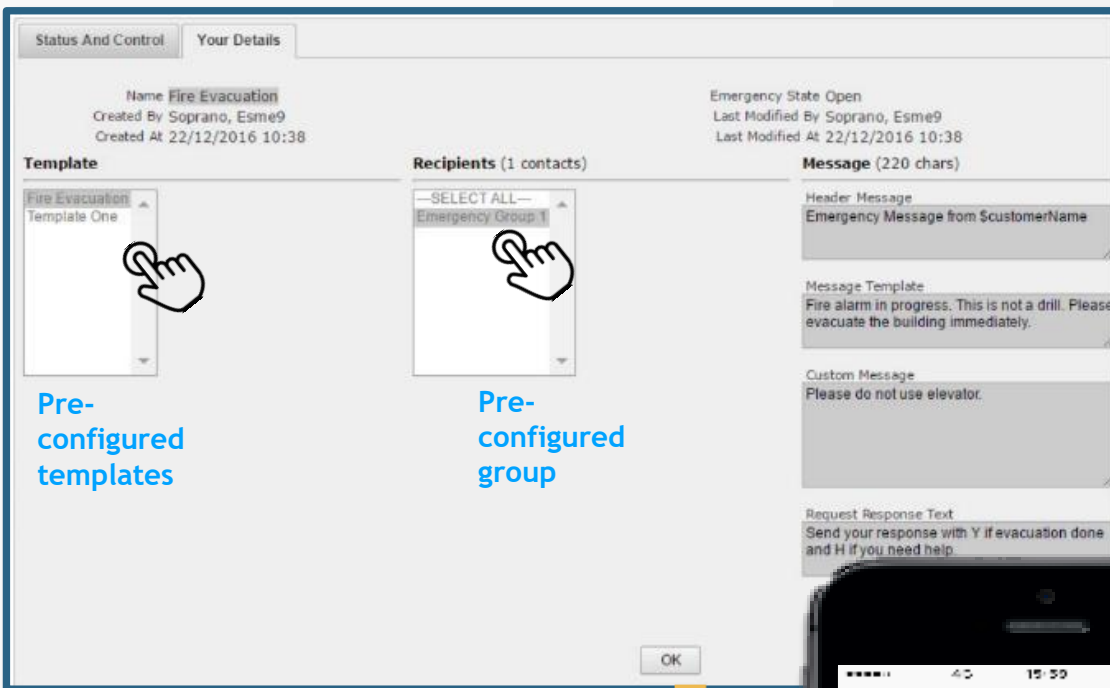 Status And Control
Your Details
Name Fire Evacuation
Created By Soprano, Esme9
Created At 22/12/2016 10:38
Emergency State Open
Last Modified By Soprano, Esme9
Last Modified At 22/12/2016 10:38
Template
Fire Evacuation
Template One
Pre-
configured
templates
Recipients (1 contacts)
---SELECT ALL---
Emergency Group 1
Pre-
configured
group
Message (220 chars)
Header Message
Emergency Message from $customerName
Message Template
Fire alarm in progress. This is not a drill. Please
evacuate the building immediately.
Custom Message
Please do not use elevator.
Request Response Text
Send your response with Y if evacuation done
and H if you need help.
OK
4G 15:39